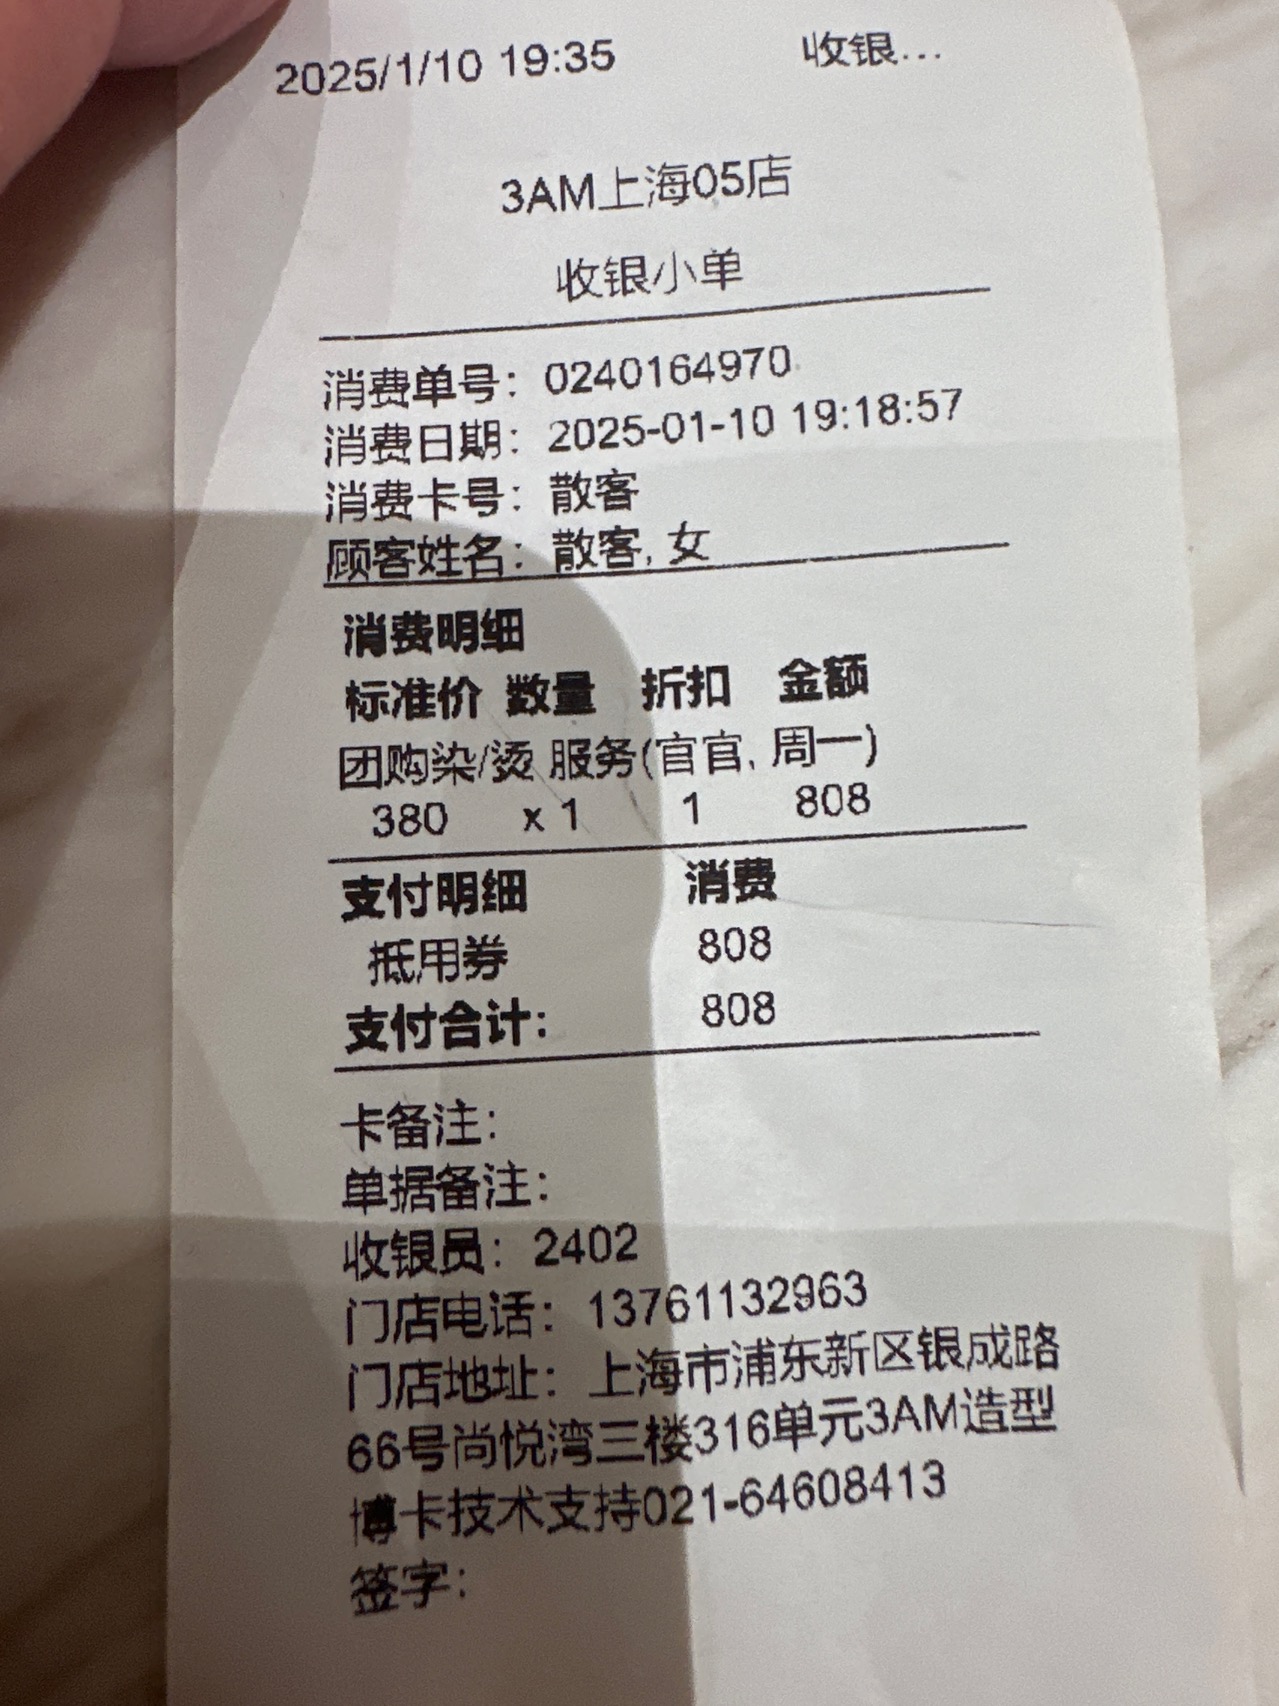 2025/1/10 19:35 收银...
3AM上海05店
收银小单
消费单号：0240164970
消费日期：2025-01-10 19:18:57
消费卡号：散客
顾客姓名：散客, 女
消费明细
标准价 数量 折扣 金额
团购染/烫 服务(官官, 周一)
380 x 1 1 808
支付明细 消费
抵用券 808
支付合计: 808
卡备注:
单据备注:
收银员：2402
门店电话：13761132963
门店地址：上海市浦东新区银成路
66号尚悦湾三楼316单元3AM造型
博卡技术支持021-64608413
签字: